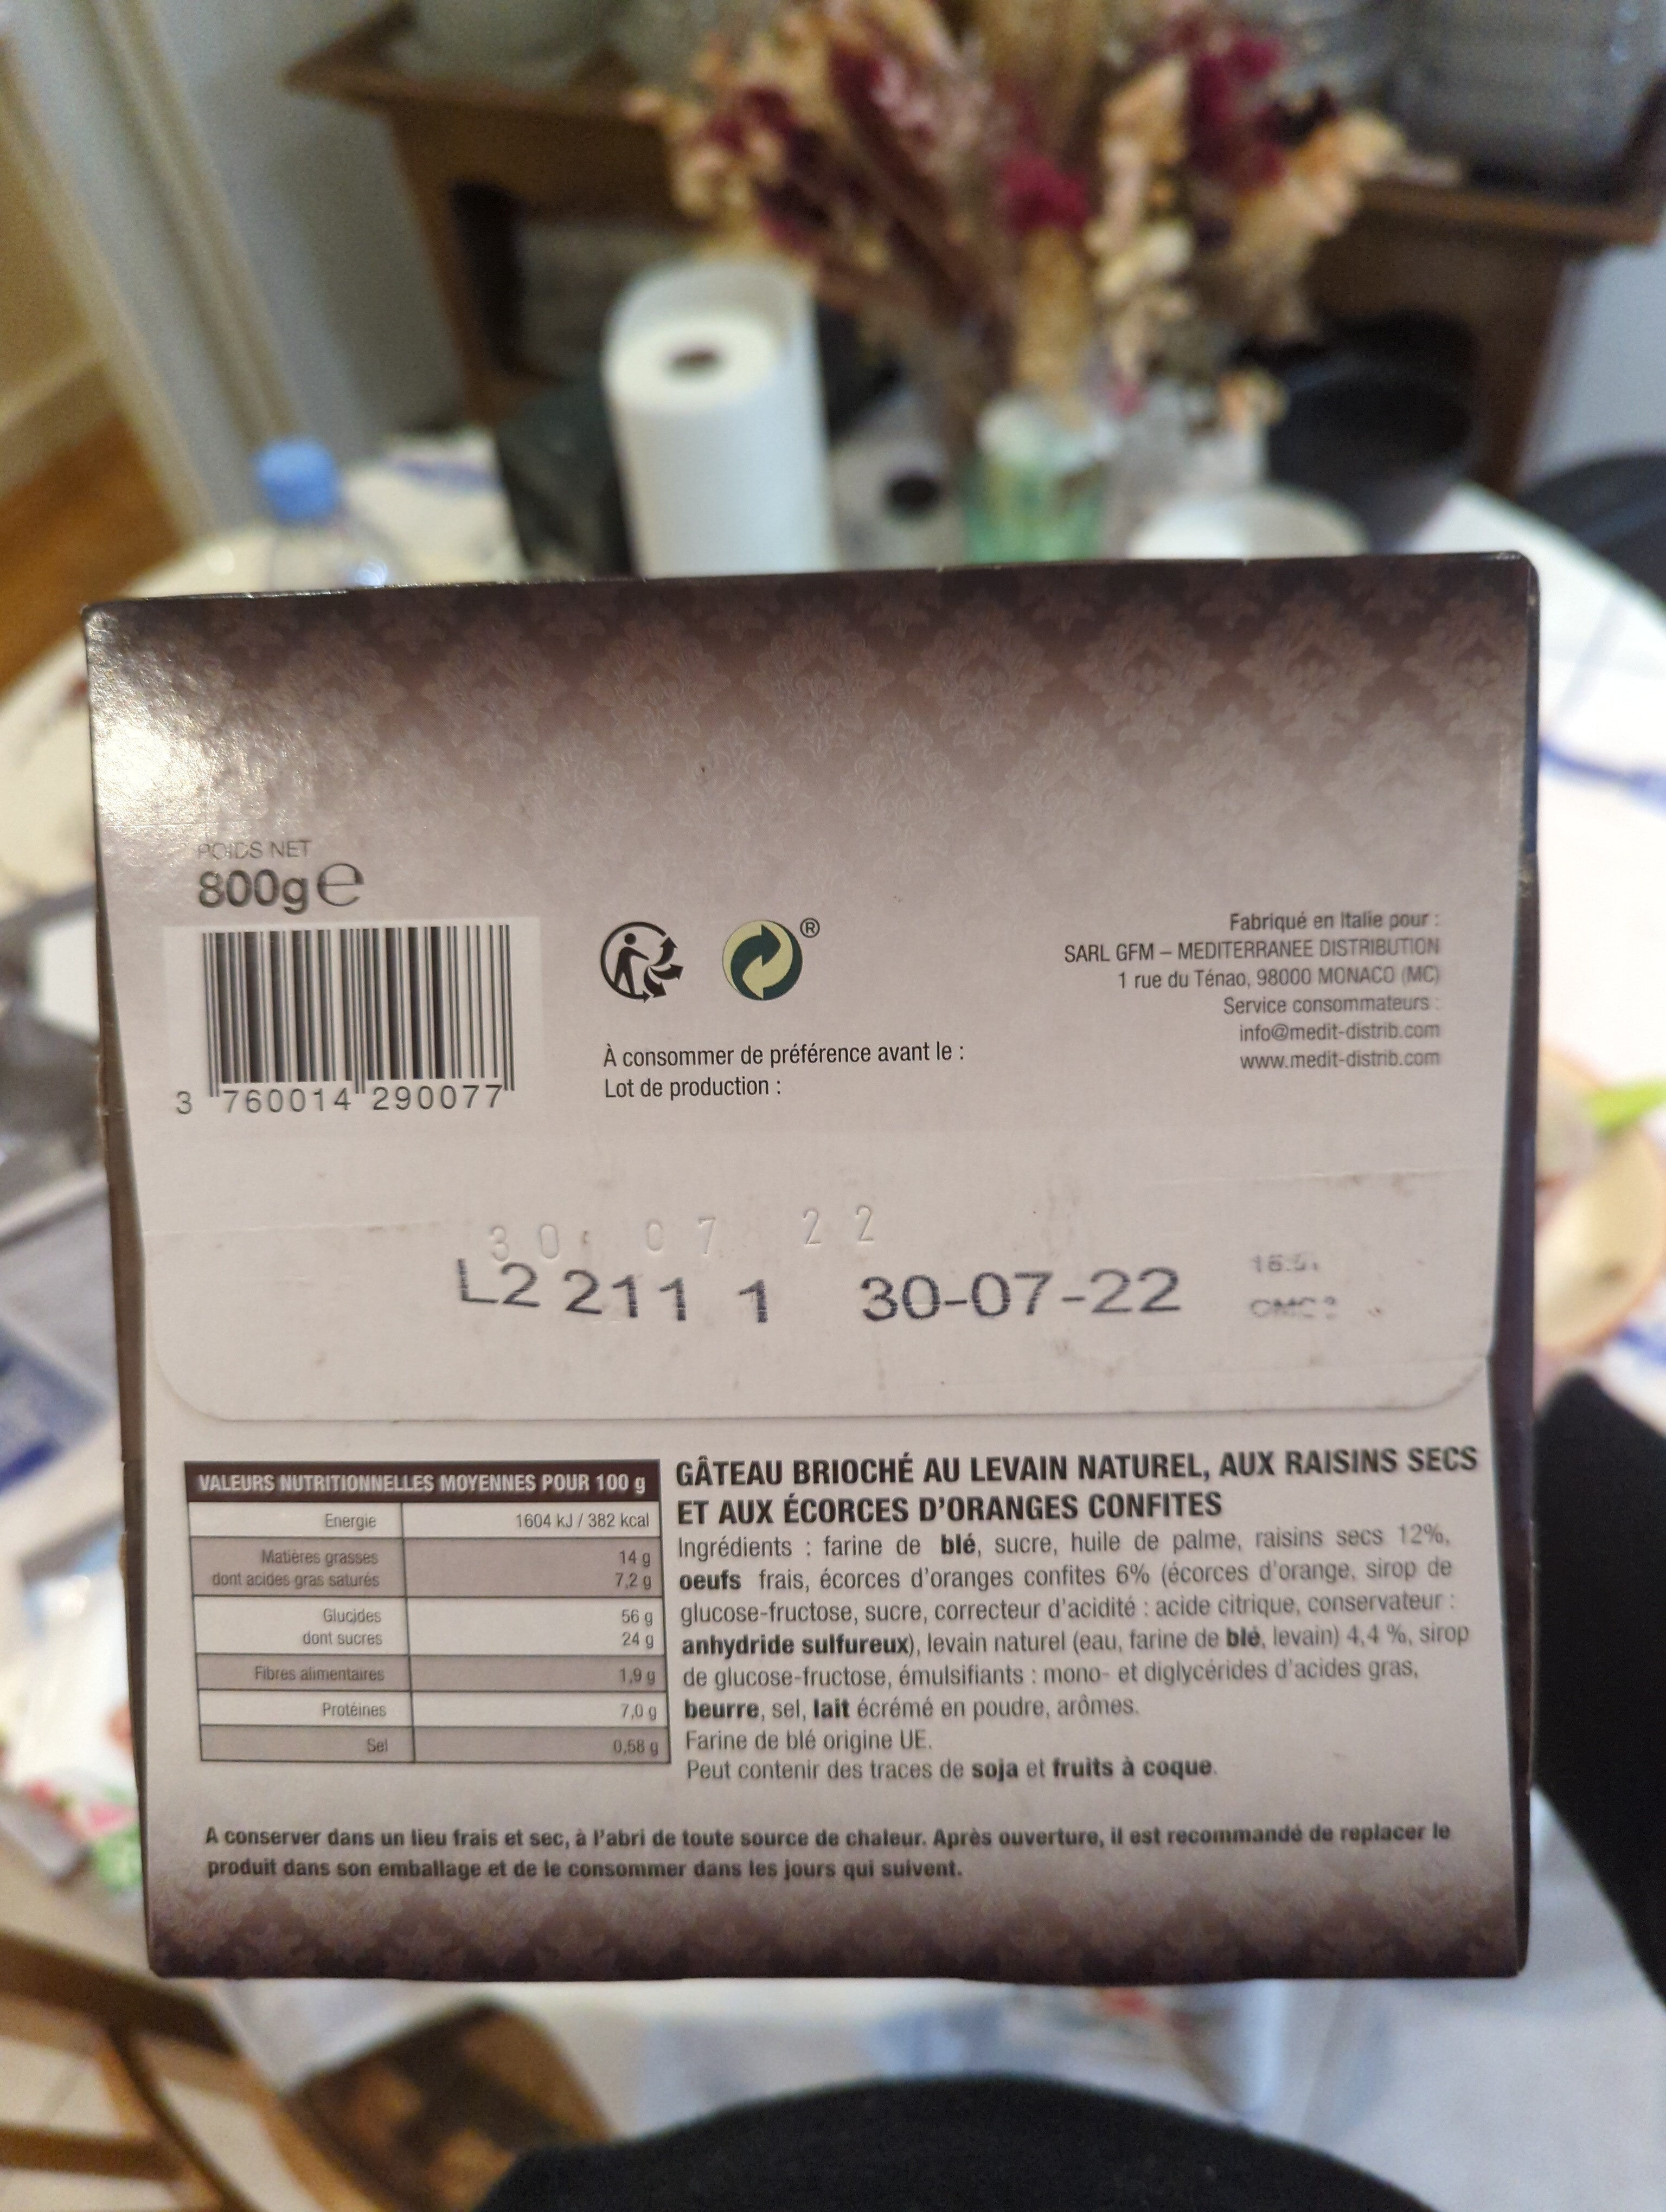 POIDS NET
800g e
3 760014 290077
®
À consommer de préférence avant le :
Lot de production :
Fabriqué en Italie pour :
SARL GFM – MEDITERRANEE DISTRIBUTION
1 rue du Ténao, 98000 MONACO (MC)
Service consommateurs :
info@medit-distrib.com
www.medit-distrib.com
30 07 22
L2 211 1 30-07-22
VALEURS NUTRITIONNELLES MOYENNES POUR 100 g
Energie 1604 kJ / 382 kcal
Matières grasses 14 g
dont acides gras saturés 7,2 g
Glucides 56 g
dont sucres 24 g
Fibres alimentaires 1,9 g
Protéines 7,0 g
Sel 0,58 g
GÂTEAU BRIOCHÉ AU LEVAIN NATUREL, AUX RAISINS SECS
ET AUX ÉCORCES D'ORANGES CONFITES
Ingrédients : farine de blé, sucre, huile de palme, raisins secs 12%,
oeufs frais, écorces d'oranges confites 6% (écorces d'orange, sirop de
glucose-fructose, sucre, correcteur d'acidité : acide citrique, conservateur :
anhydride sulfureux), levain naturel (eau, farine de blé, levain) 4,4 %, sirop
de glucose-fructose, émulsifiants : mono- et diglycérides d'acides gras,
beurre, sel, lait écrémé en poudre, arômes.
Farine de blé origine UE.
Peut contenir des traces de soja et fruits à coque.
A conserver dans un lieu frais et sec, à l'abri de toute source de chaleur. Après ouverture, il est recommandé de replacer le
produit dans son emballage et de le consommer dans les jours qui suivent.